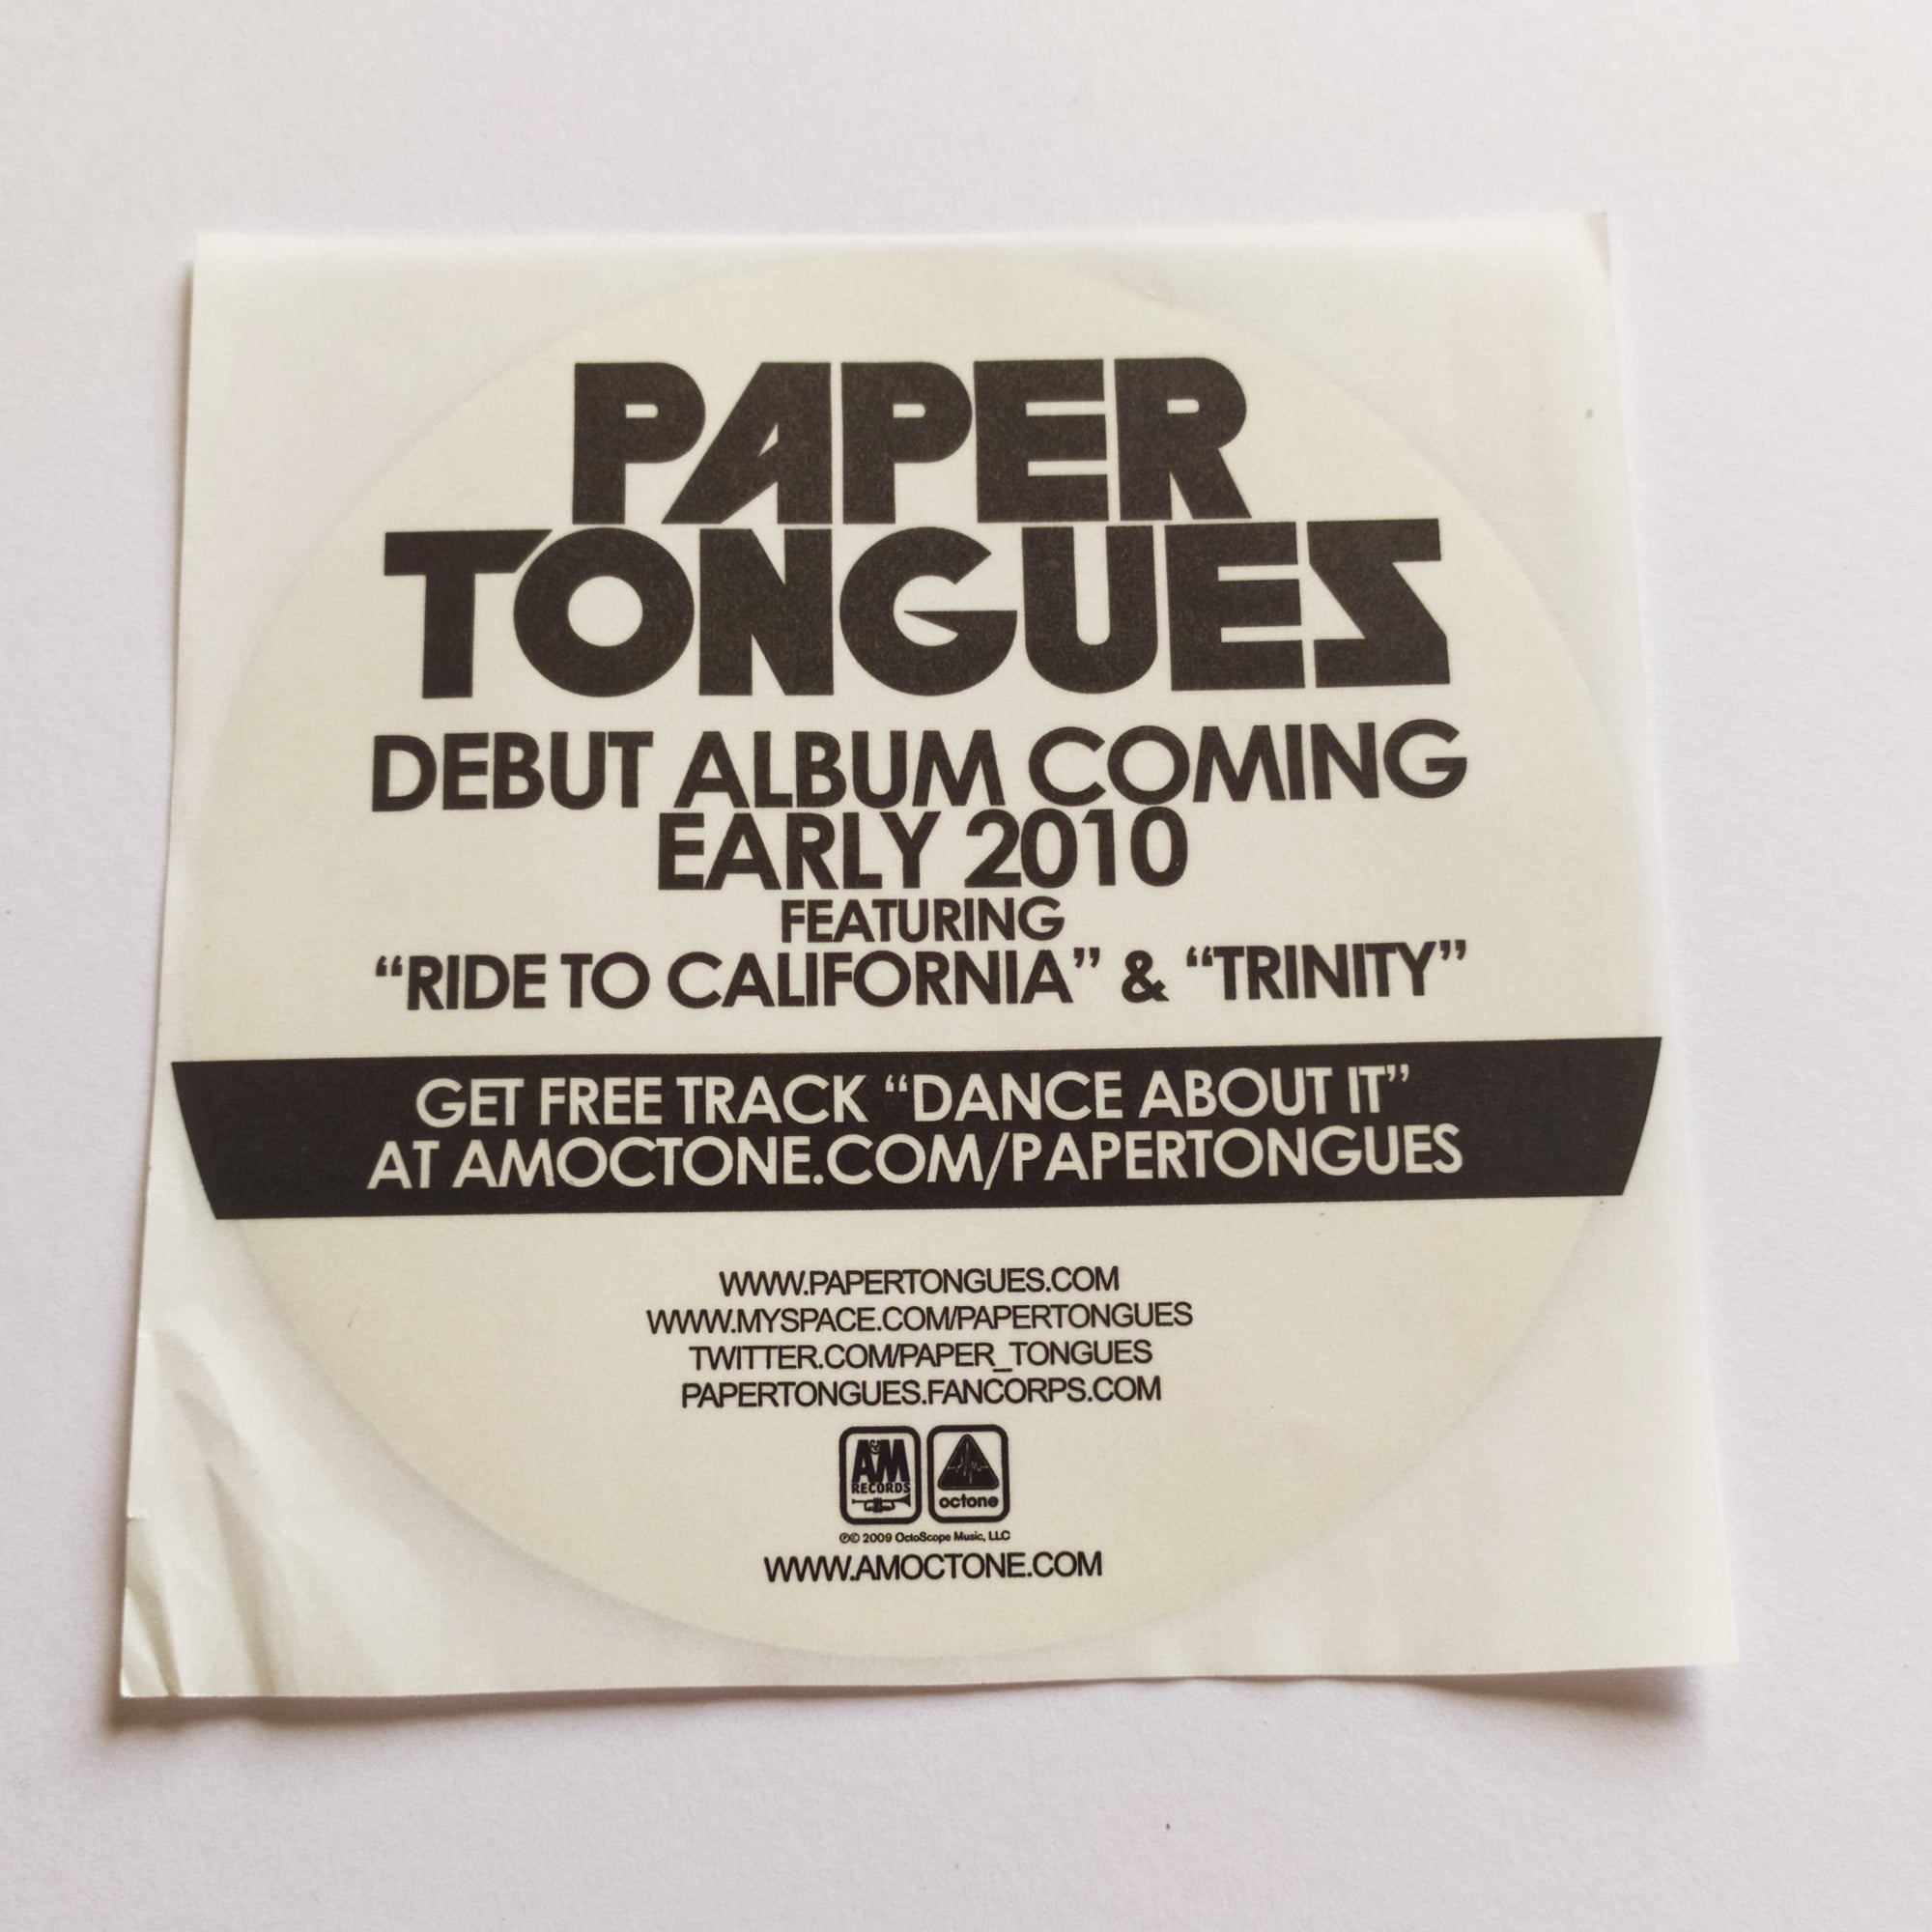 PAPER
TONGUES
DEBUT ALBUM COMING
EARLY 2010
FEATURING
“RIDE TO CALIFORNIA” & “TRINITY”
GET FREE TRACK “DANCE ABOUT IT”
AT AMOCTONE.COM/PAPERTONGUES
WWW.PAPERTONGUES.COM
WWW.MYSPACE.COM/PAPERTONGUES
TWITTER.COM/PAPER_TONGUES
PAPERTONGUES.FANCORPS.COM
A&M
RECORDS
octone
℗© 2009 OctoScope Music, LLC
WWW.AMOCTONE.COM